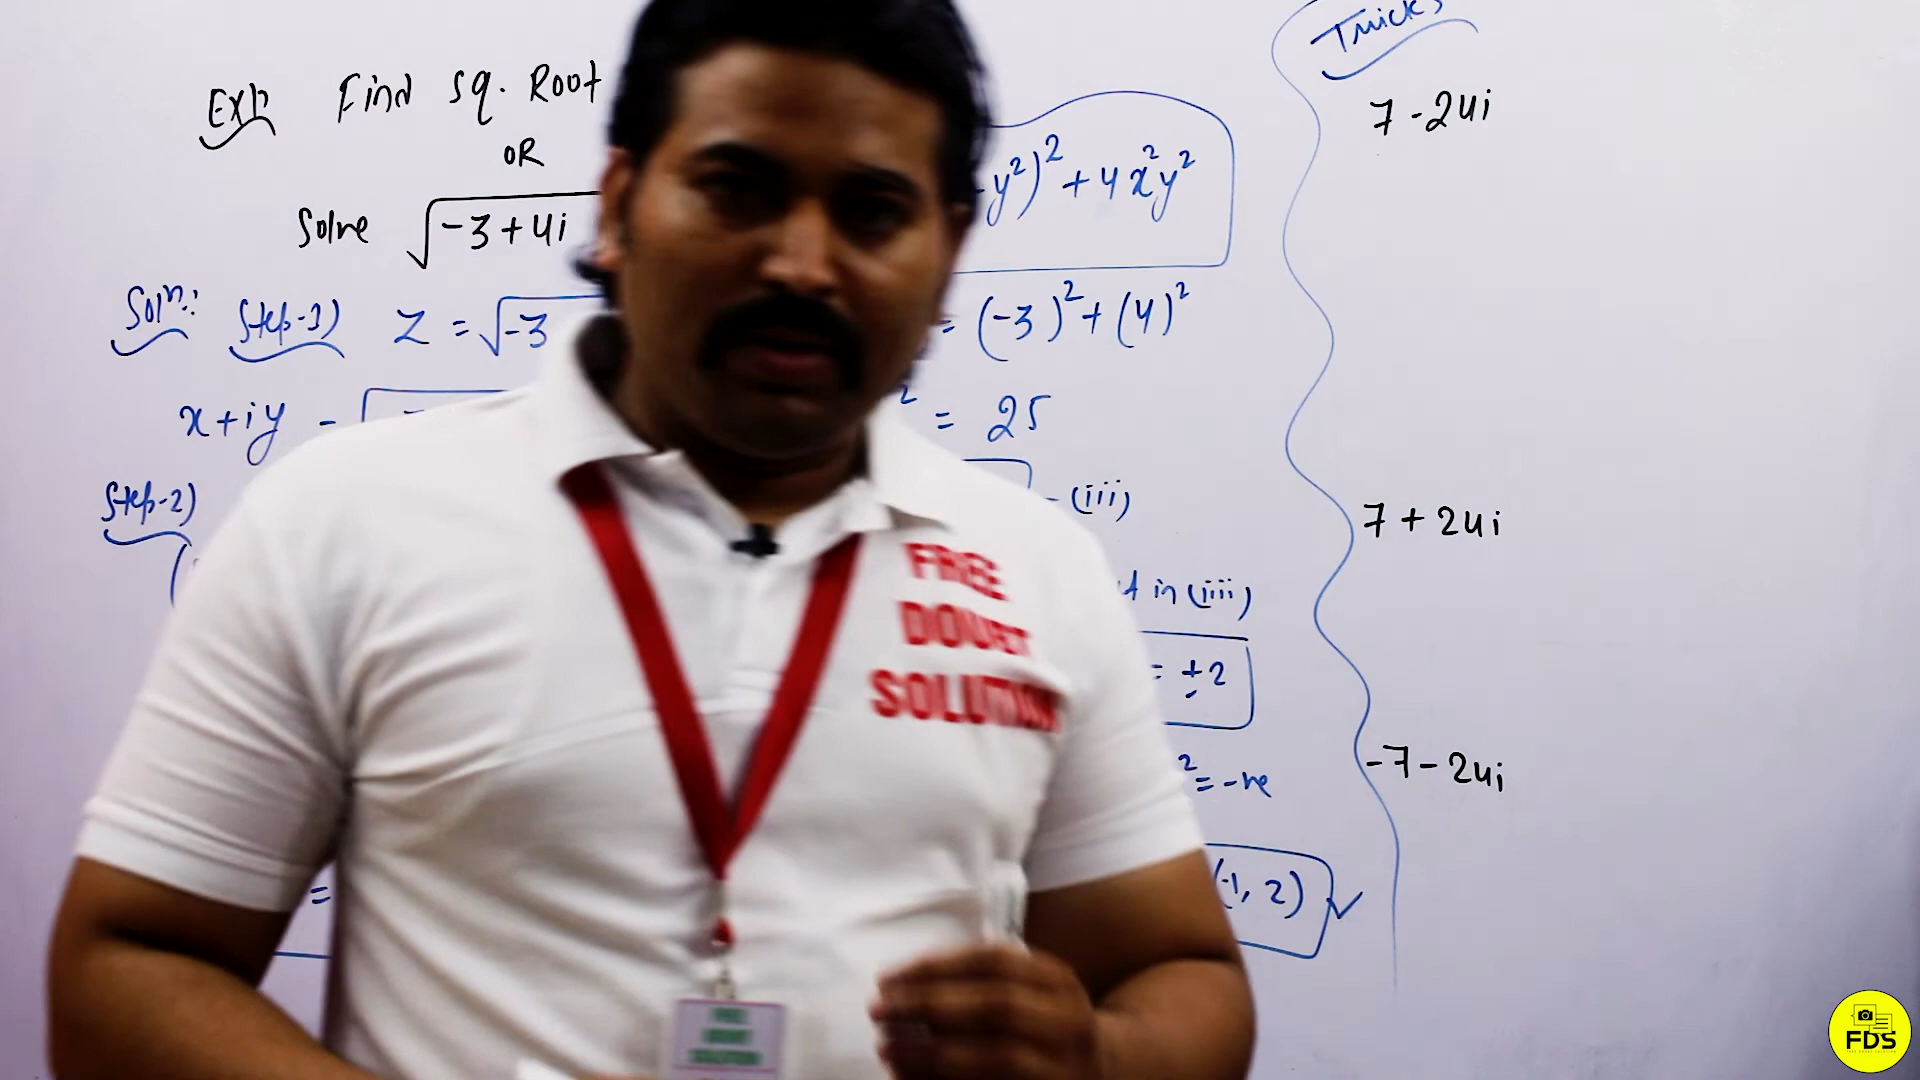 Exp: Find sq. Root
OR
Solve √-3+4i
Solⁿ: Step-1) Z = √-3
x+iy -
Step-2)
=
y²)² + 4x²y²
= (-3)² + (4)²
² = 25
-(iii)
in (iii)
= ±2
² = -ve
(-1, 2) ✓
Tricks
7 - 24i
7 + 24i
-7 - 24i
FREE
DOUBT
SOLUTION
FDS